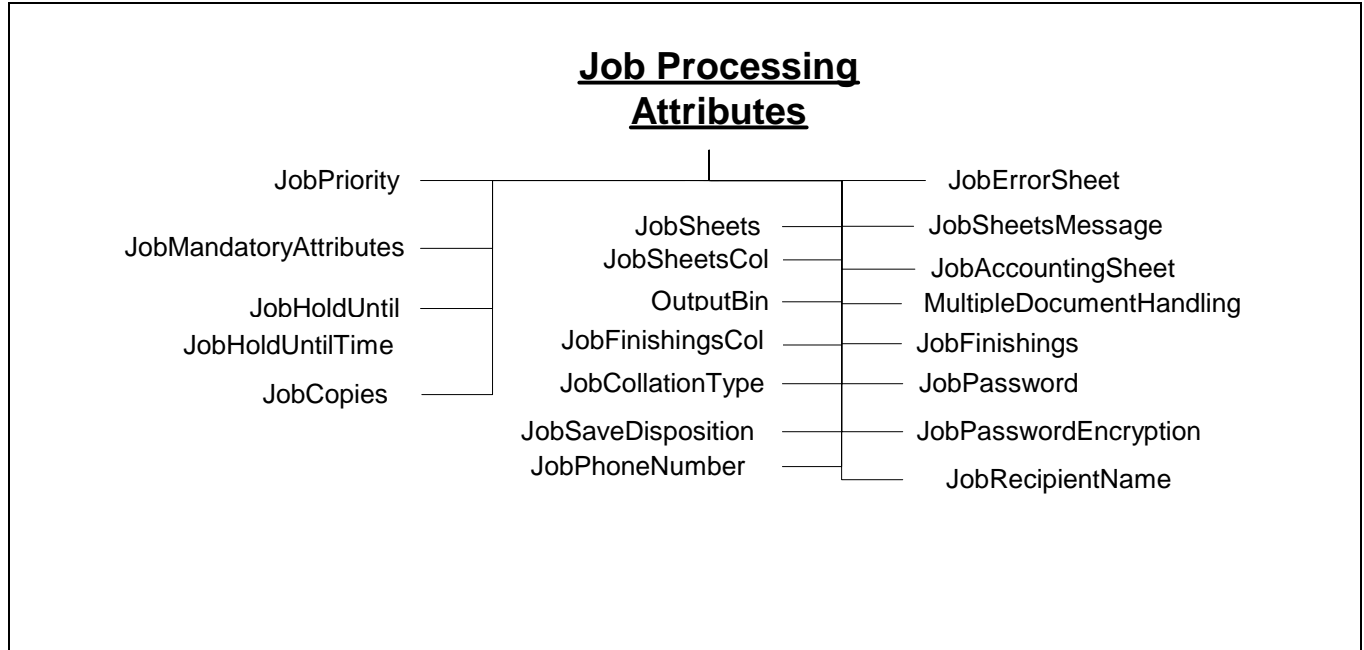 Job Processing
Attributes
JobPriority
JobMandatoryAttributes
JobHoldUntil
JobHoldUntilTime
JobCopies
JobSheets
JobSheetsCol
OutputBin
JobFinishingsCol
JobCollationType
JobSaveDisposition
JobPhoneNumber
JobErrorSheet
JobSheetsMessage
JobAccountingSheet
MultipleDocumentHandling
JobFinishings
JobPassword
JobPasswordEncryption
JobRecipientName